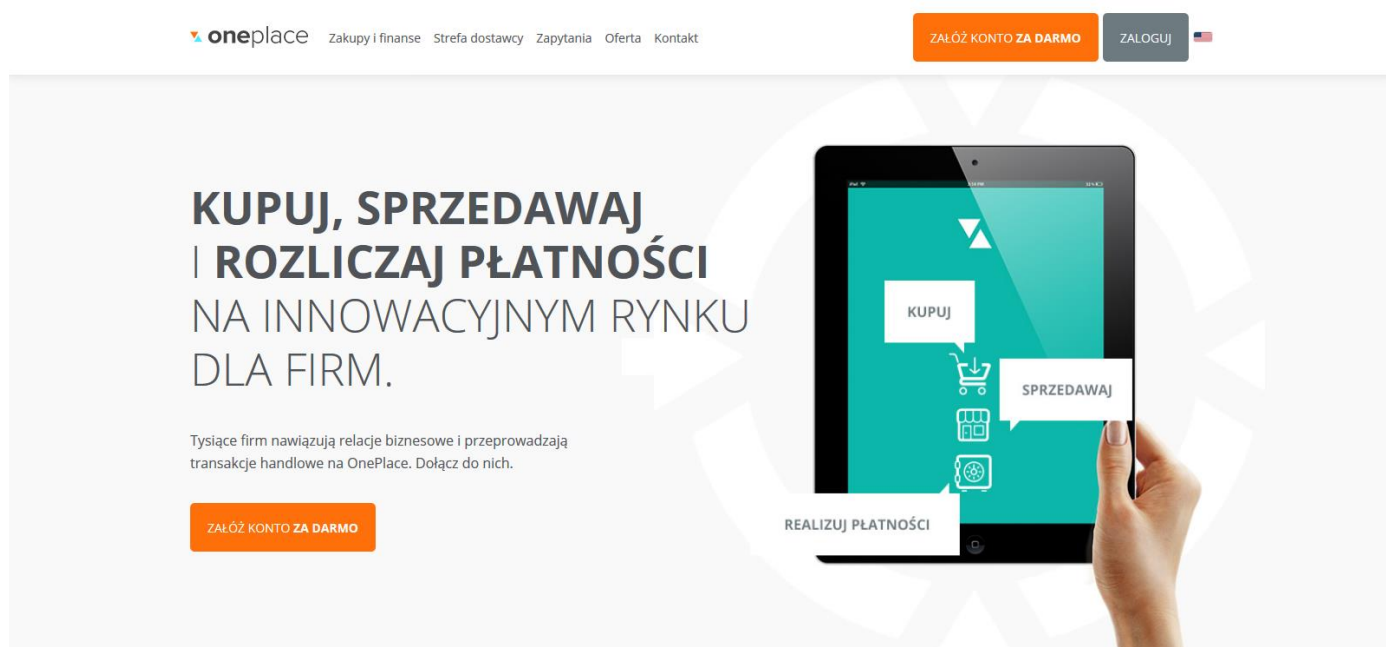 oneplace
Zakupy i finanse Strefa dostawcy Zapytania Oferta Kontakt
ZAŁÓŻ KONTO ZA DARMO
ZALOGUJ
KUPUJ, SPRZEDAWAJ
I ROZLICZAJ PŁATNOŚCI
NA INNOWACYJNYM RYNKU
DLA FIRM.
Tysiące firm nawiązują relacje biznesowe i przeprowadzają
transakcje handlowe na OnePlace. Dołącz do nich.
ZAŁÓŻ KONTO ZA DARMO
iPad
KUPUJ
SPRZEDAWAJ
REALIZUJ PŁATNOŚCI